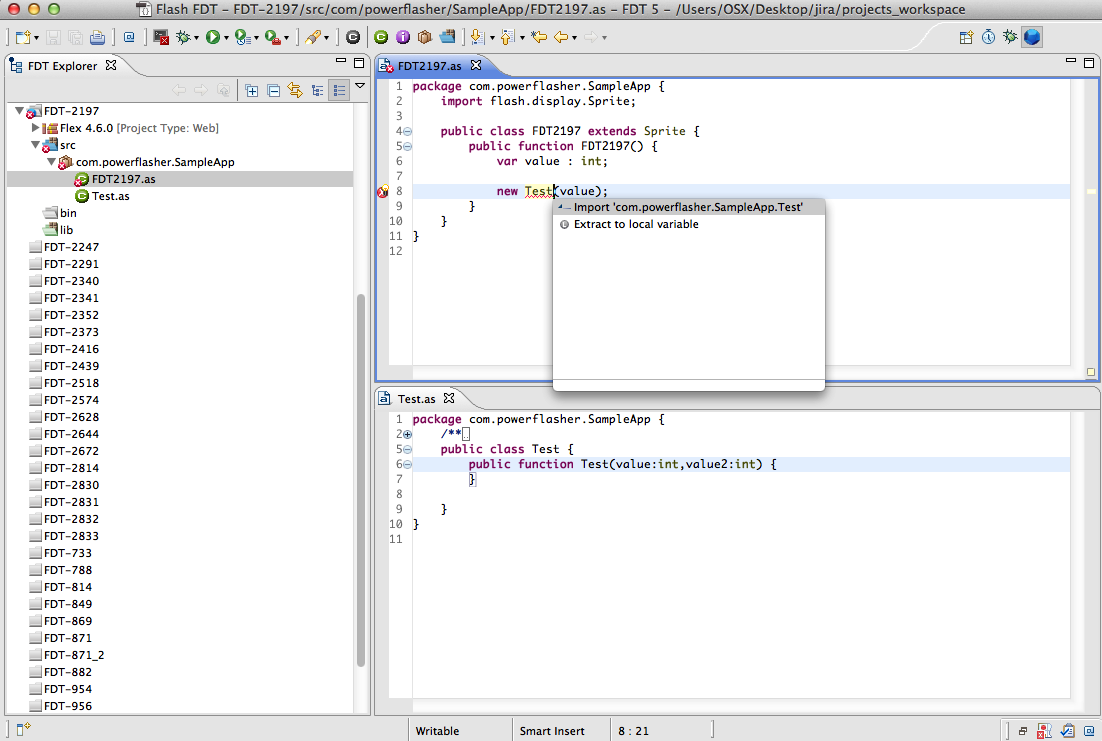 Flash FDT – FDT-2197/src/com/powerflasher/SampleApp/FDT2197.as – FDT 5 – /Users/OSX/Desktop/jira/projects_workspace
FDT Explorer
FDT-2197
Flex 4.6.0 [Project Type: Web]
src
com.powerflasher.SampleApp
FDT2197.as
Test.as
bin
lib
FDT-2247
FDT-2291
FDT-2340
FDT-2341
FDT-2352
FDT-2373
FDT-2416
FDT-2439
FDT-2518
FDT-2574
FDT-2628
FDT-2644
FDT-2672
FDT-2814
FDT-2830
FDT-2831
FDT-2832
FDT-2833
FDT-733
FDT-788
FDT-814
FDT-849
FDT-869
FDT-871
FDT-871_2
FDT-882
FDT-954
FDT-956
FDT2197.as
1 package com.powerflasher.SampleApp {
2 import flash.display.Sprite;
3
4 public class FDT2197 extends Sprite {
5 public function FDT2197() {
6 var value : int;
7
8 new Test(value);
9 }
10 }
11 }
12
Import 'com.powerflasher.SampleApp.Test'
Extract to local variable
Test.as
1 package com.powerflasher.SampleApp {
2 /**..
5 public class Test {
6 public function Test(value:int,value2:int) {
7 }
8
9 }
10 }
11
Writable
Smart Insert
8 : 21